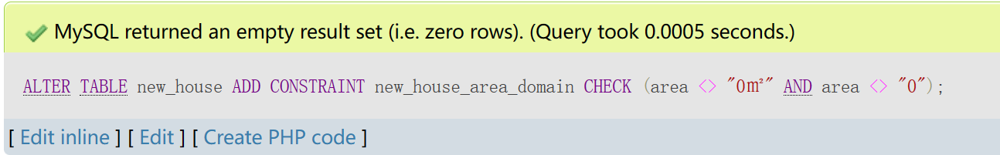 MySQL returned an empty result set (i.e. zero rows). (Query took 0.0005 seconds.)
ALTER TABLE new_house ADD CONSTRAINT new_house_area_domain CHECK (area <> "0㎡" AND area <> "0");
[ Edit inline ] [ Edit ] [ Create PHP code ]